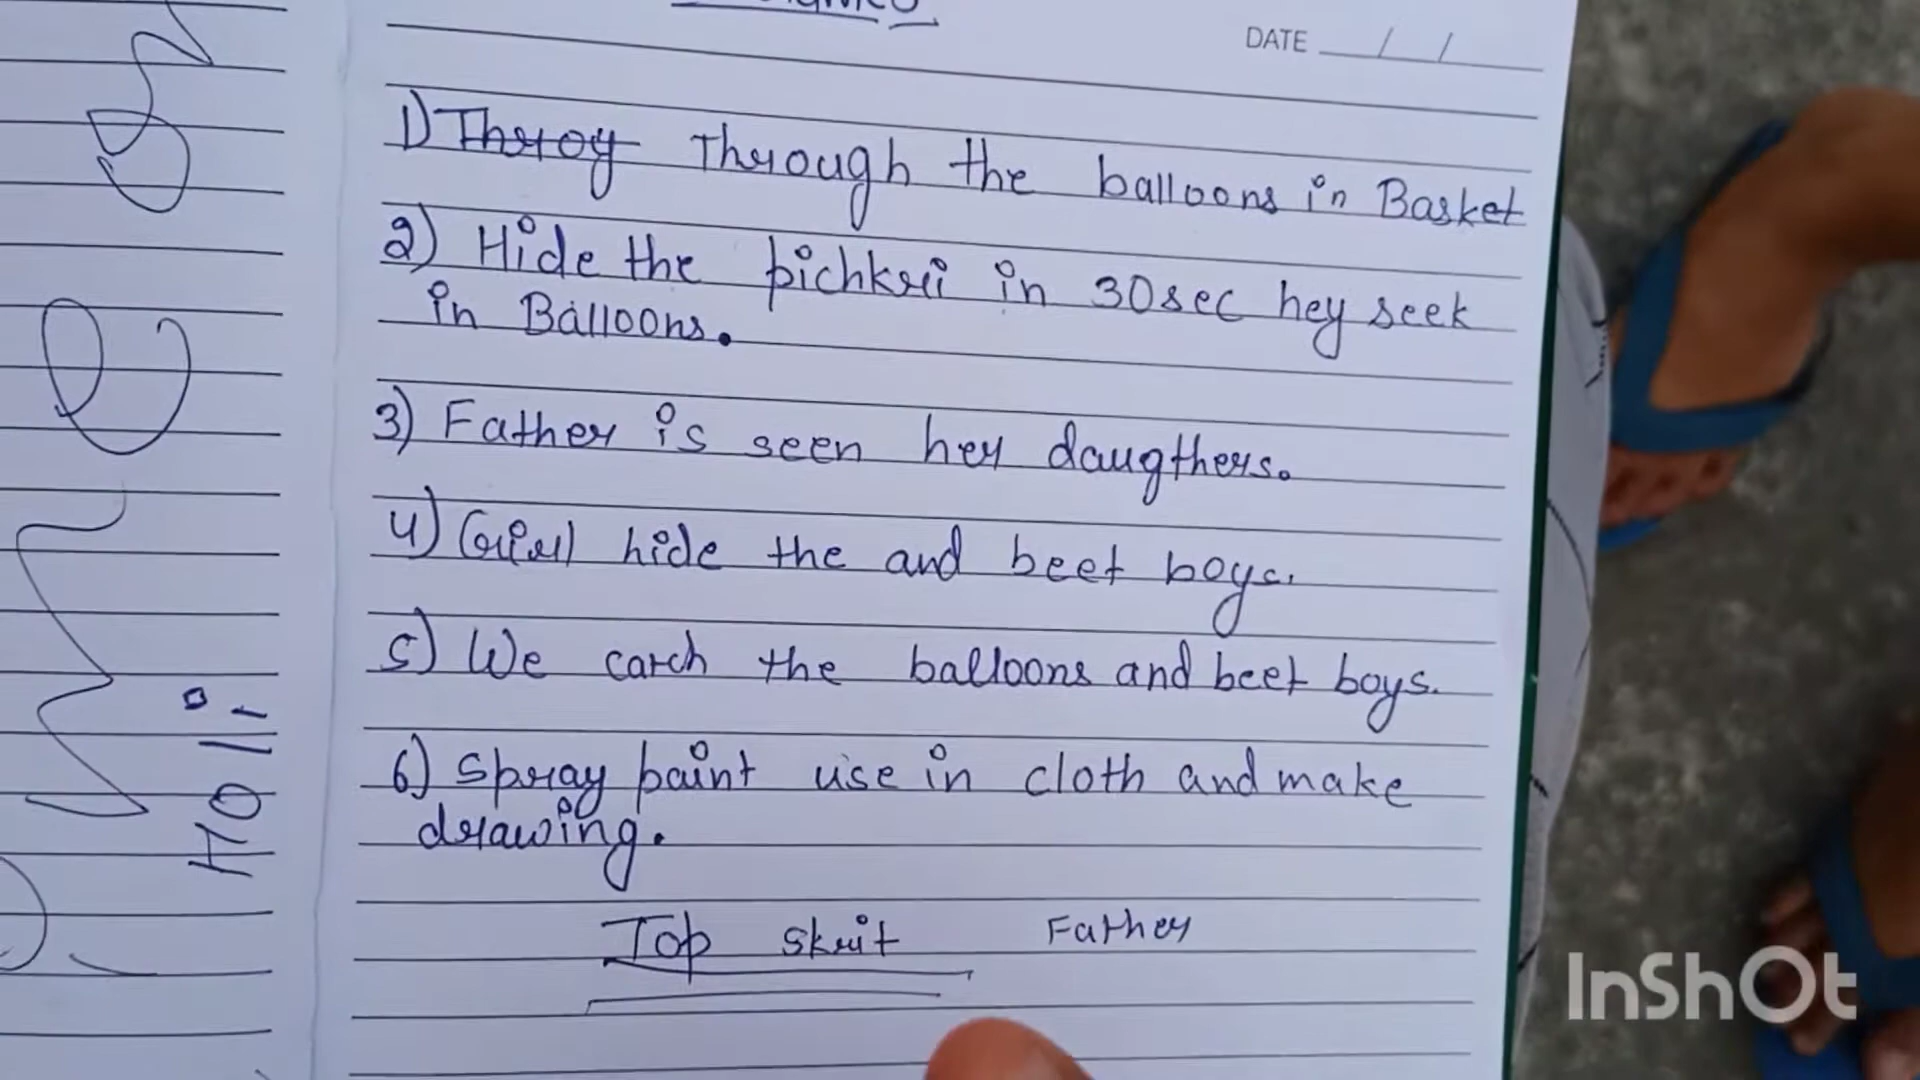 DATE / /
1) Throy Through the balloons in Basket
2) Hide the pichkri in 30sec hey seek
in Balloons.
3) Father is seen her daugthers.
4) Girl hide the and beet boys.
5) We catch the balloons and beet boys.
6) Spray paint use in cloth and make
drawing.
Top skrit Father
Holi
InShOt